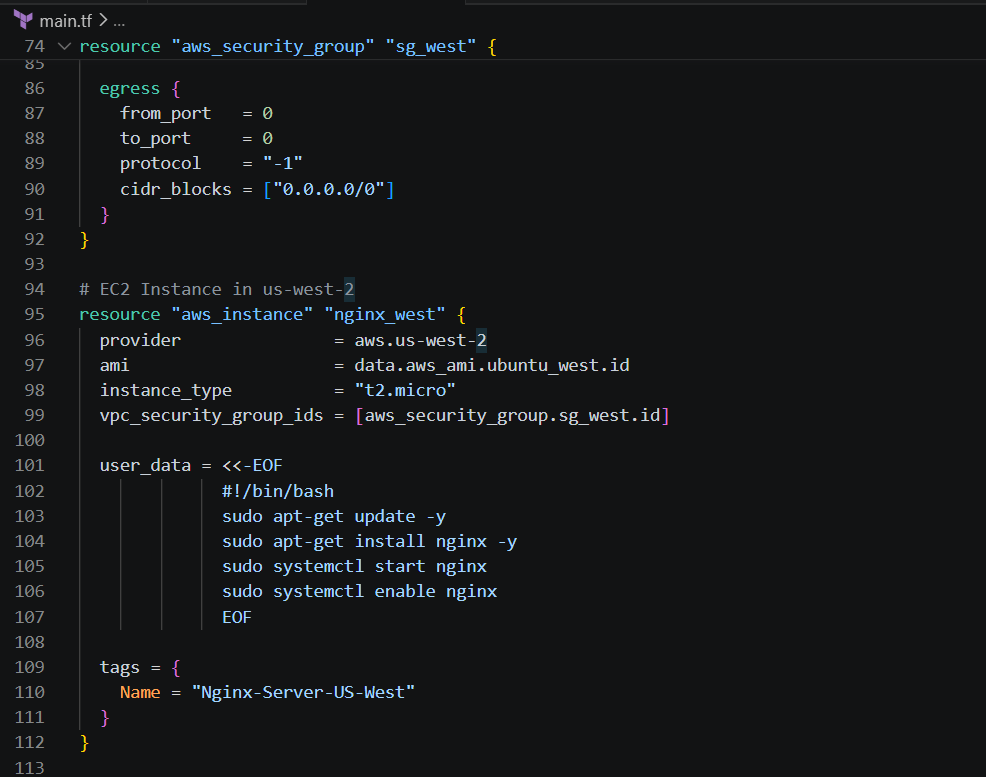 main.tf > ...
74 resource "aws_security_group" "sg_west" {
85
86 egress {
87 from_port = 0
88 to_port = 0
89 protocol = "-1"
90 cidr_blocks = ["0.0.0.0/0"]
91 }
92 }
93
94 # EC2 Instance in us-west-2
95 resource "aws_instance" "nginx_west" {
96 provider = aws.us-west-2
97 ami = data.aws_ami.ubuntu_west.id
98 instance_type = "t2.micro"
99 vpc_security_group_ids = [aws_security_group.sg_west.id]
100
101 user_data = <<-EOF
102 #!/bin/bash
103 sudo apt-get update -y
104 sudo apt-get install nginx -y
105 sudo systemctl start nginx
106 sudo systemctl enable nginx
107 EOF
108
109 tags = {
110 Name = "Nginx-Server-US-West"
111 }
112 }
113